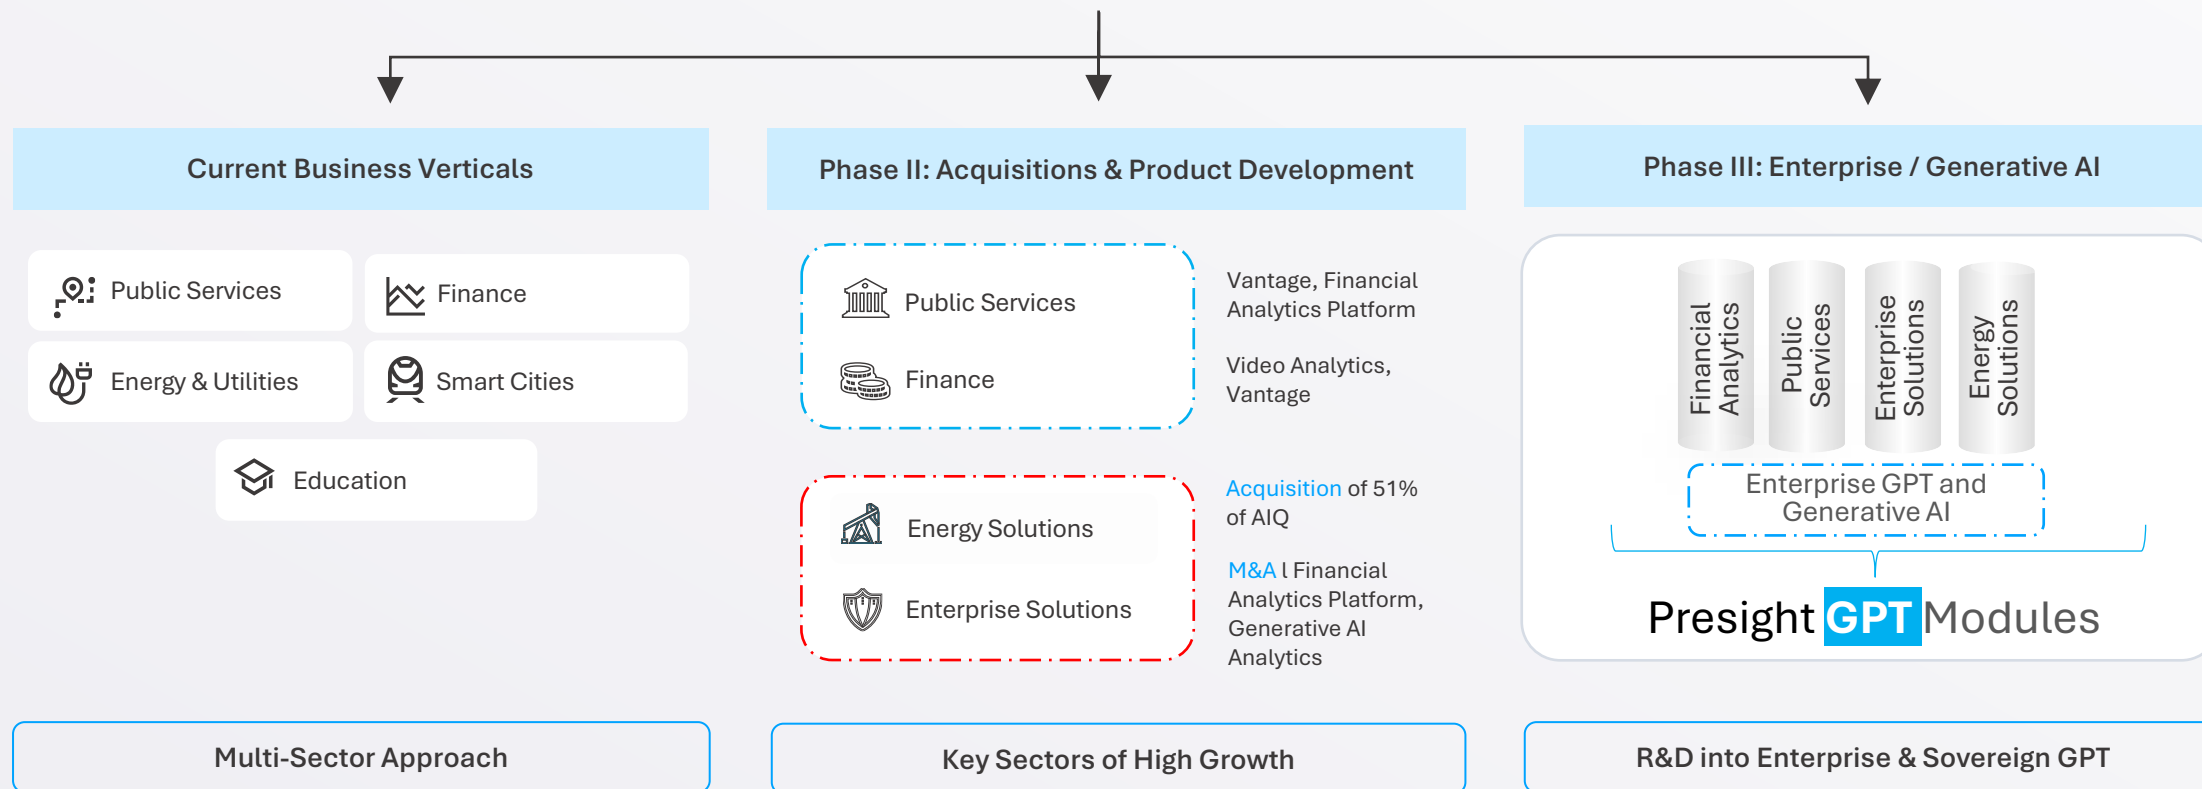 Current Business Verticals
Public Services
Finance
Energy & Utilities
Smart Cities
Education
Multi-Sector Approach
Phase II: Acquisitions & Product Development
Public Services
Vantage, Financial
Analytics Platform
Finance
Video Analytics,
Vantage
Energy Solutions
Acquisition of 51%
of AIQ
Enterprise Solutions
M&A l Financial
Analytics Platform,
Generative AI
Analytics
Key Sectors of High Growth
Phase III: Enterprise / Generative AI
Financial
Analytics
Public
Services
Enterprise
Solutions
Energy
Solutions
Enterprise GPT and
Generative AI
Presight GPT Modules
R&D into Enterprise & Sovereign GPT